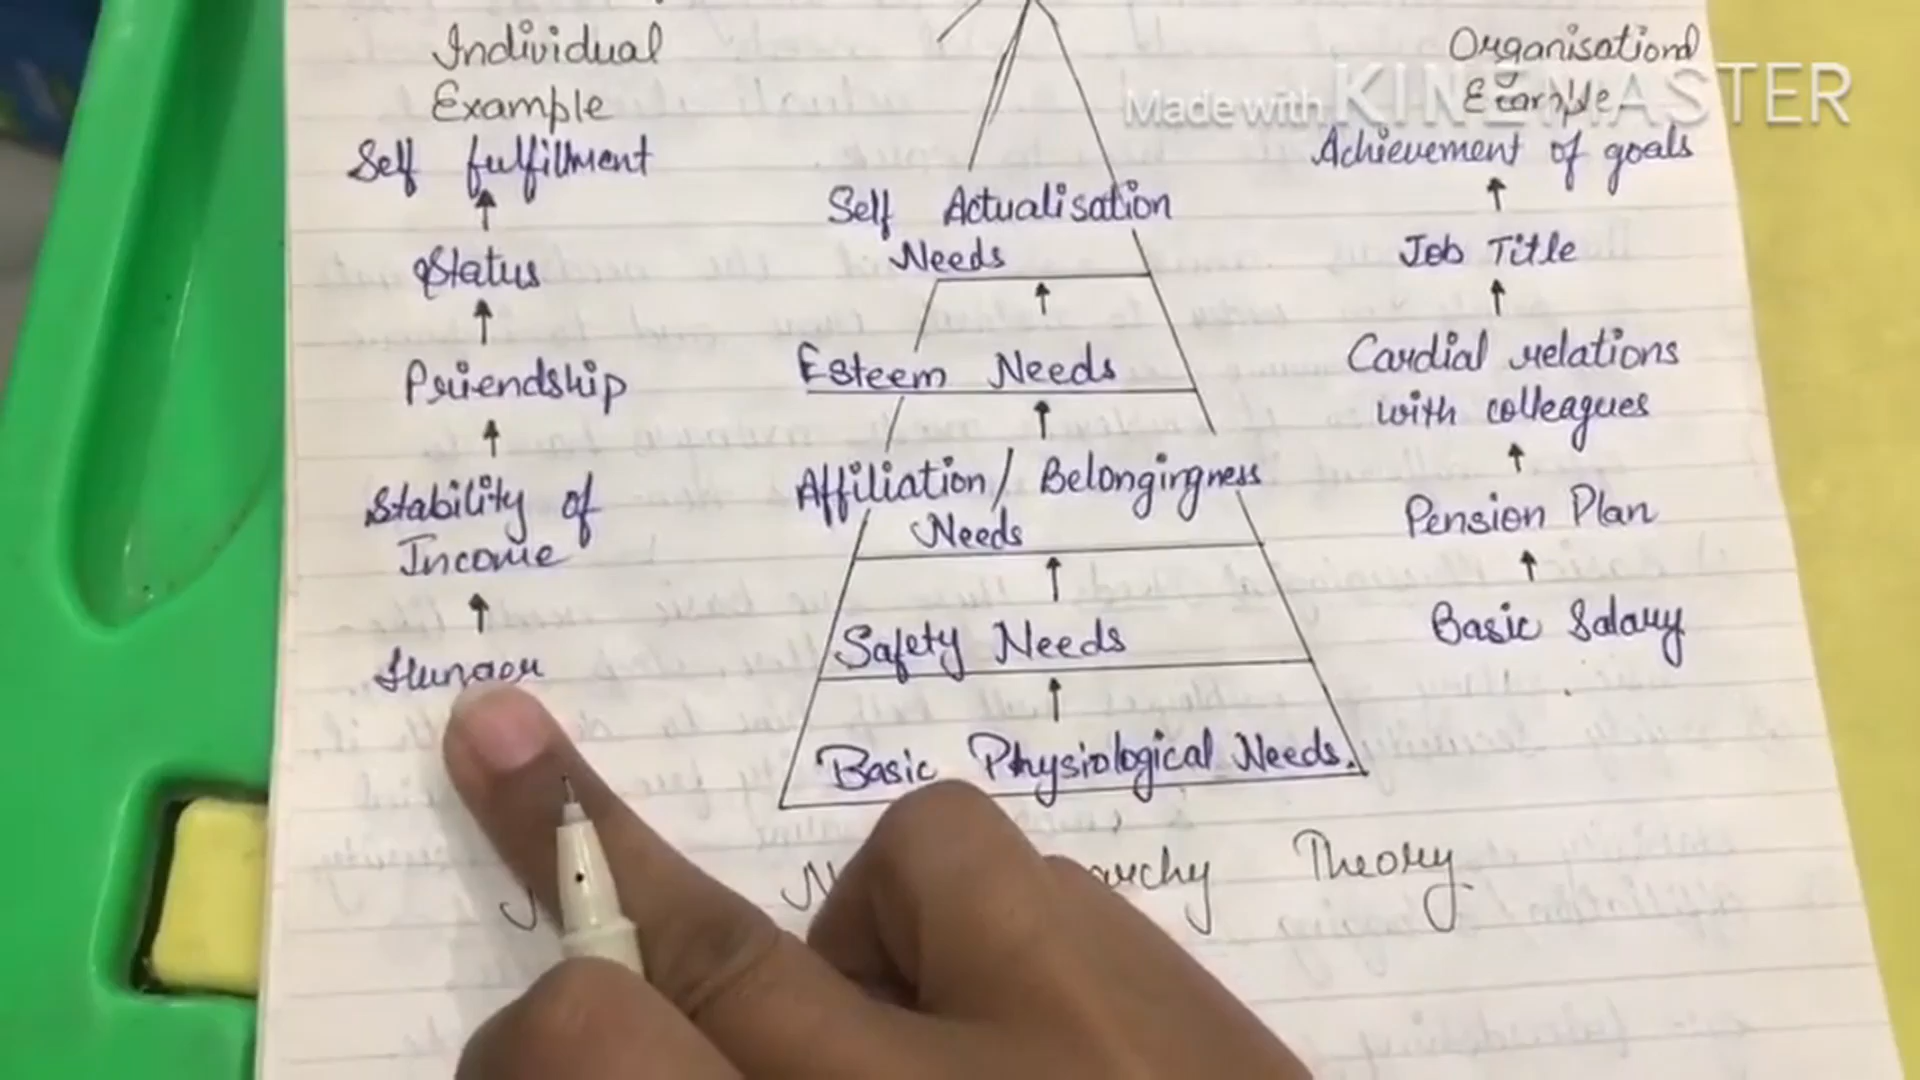 Individual
Example
Self fulfillment
Status
Friendship
Stability of
Income
Hunger
Self Actualisation
Needs
Esteem Needs
Affiliation/ Belongingness
Needs
Safety Needs
Basic Physiological Needs.
Theory
Organisational
Example
Achievement of goals
Job Title
Cardial relations
with colleagues
Pension Plan
Basic Salary
Made with KINEMASTER